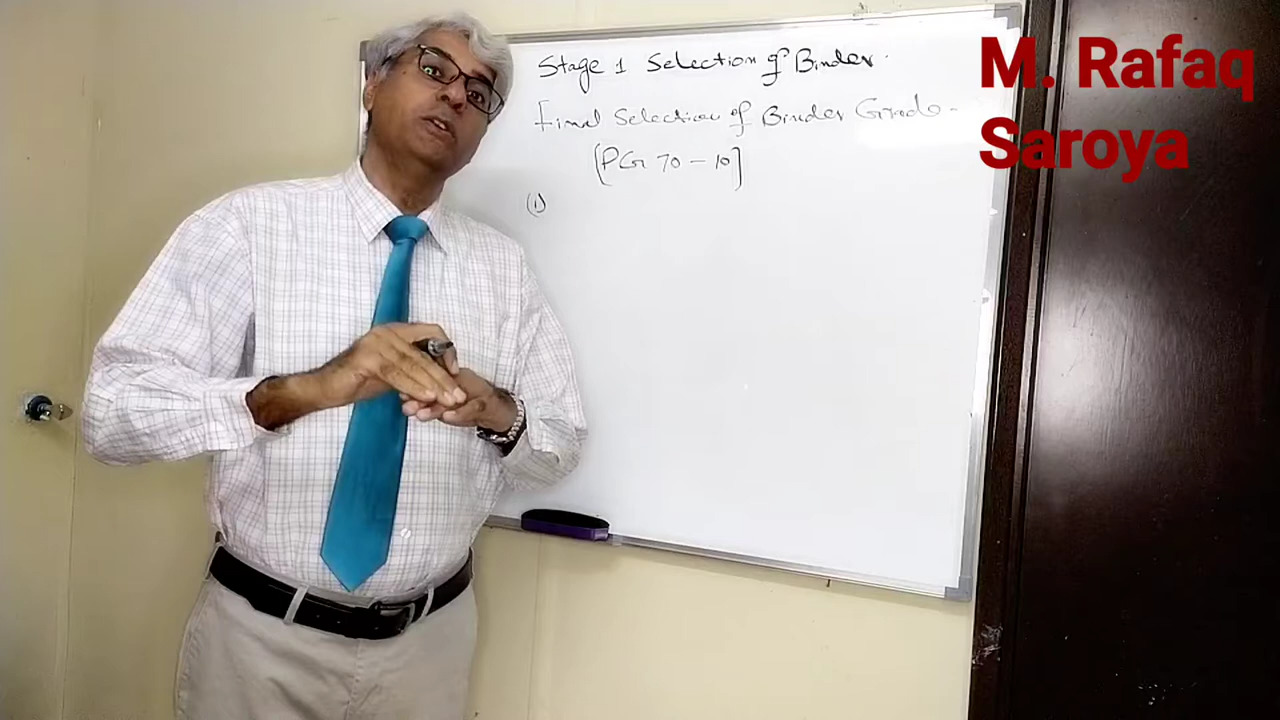 Stage 1 Selection of Binder.
Final Selection of Binder Grade.
[PG 70-10]
(1)
M. Rafaq
Saroya